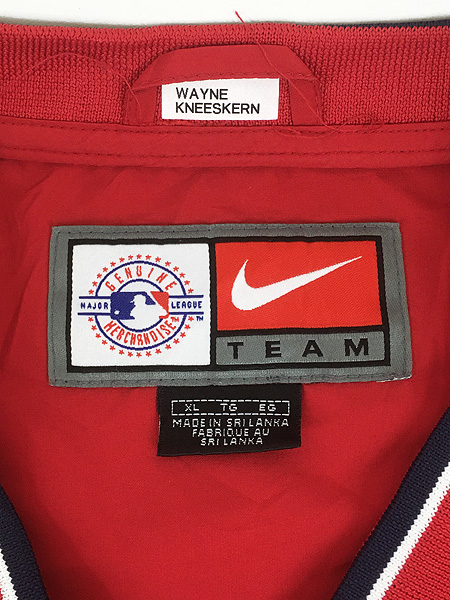 WAYNE
KNEESKERN
GENUINE
MAJOR LEAGUE
MERCHANDISE
TM
TEAM
XL TG EG
MADE IN SRI LANKA
FABRIQUE AU
SRI LANKA